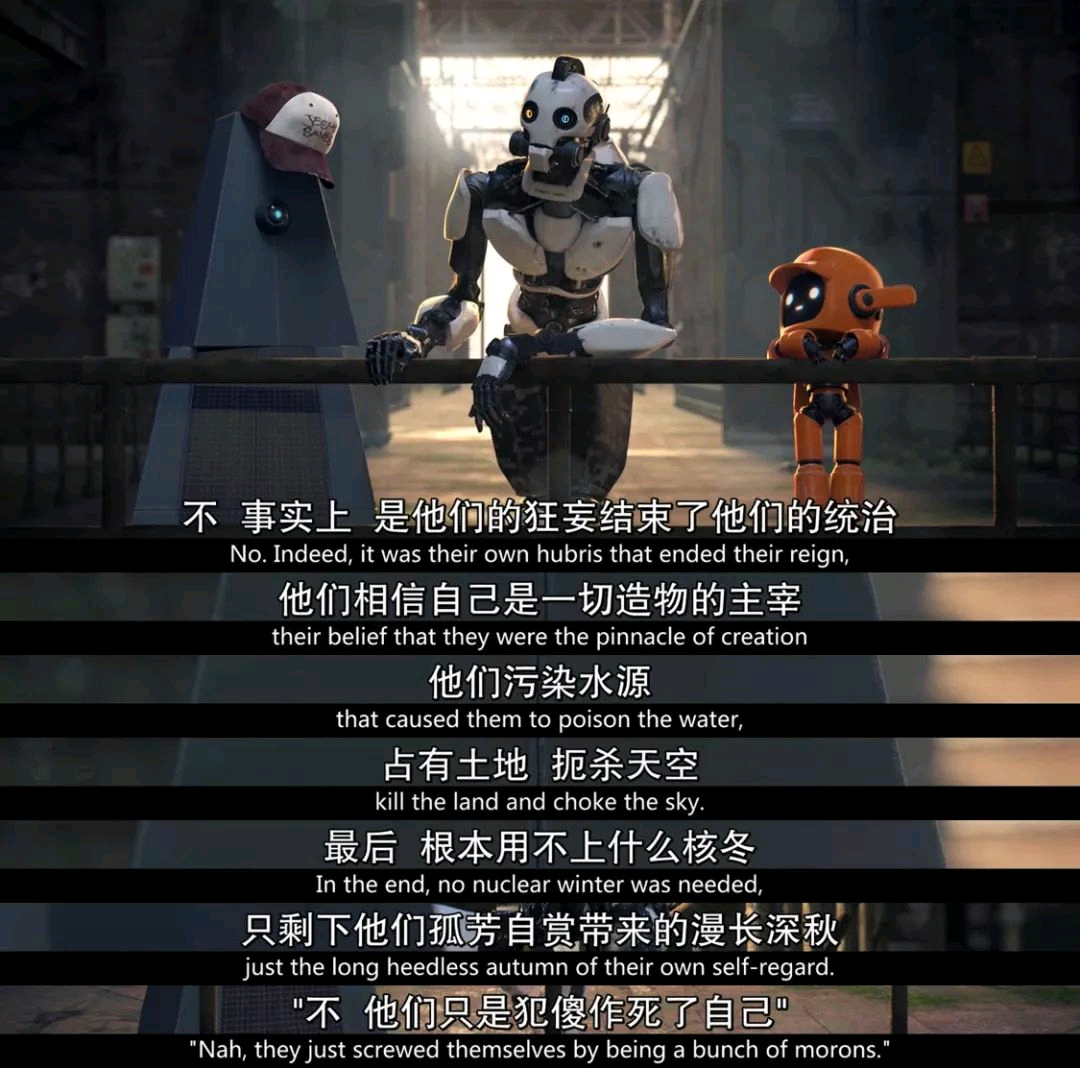 不 事实上 是他们的狂妄结束了他们的统治
No. Indeed, it was their own hubris that ended their reign,
他们相信自己是一切造物的主宰
their belief that they were the pinnacle of creation
他们污染水源
that caused them to poison the water,
占有土地 扼杀天空
kill the land and choke the sky.
最后 根本用不上什么核冬
In the end, no nuclear winter was needed,
只剩下他们孤芳自赏带来的漫长深秋
just the long heedless autumn of their own self-regard.
"不 他们只是犯傻作死了自己"
"Nah, they just screwed themselves by being a bunch of morons."